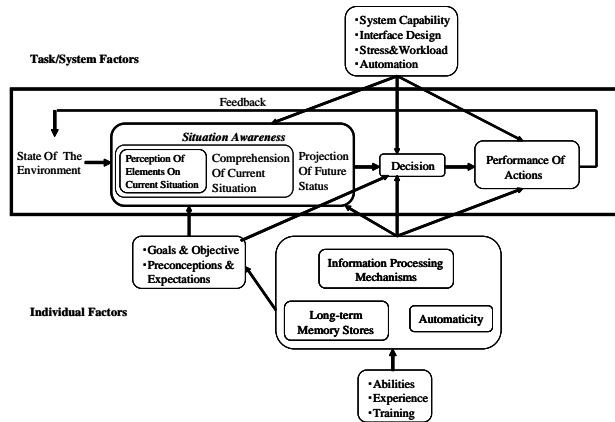 ・System Capability
・Interface Design
・Stress&Workload
・Automation
Task/System Factors
Feedback
Situation Awareness
State Of The
Environment
Perception Of
Elements On
Current Situation
Comprehension
Of Current
Situation
Projection
Of Future
Status
Decision
Performance Of
Actions
・Goals & Objective
・Preconceptions &
Expectations
Information Processing
Mechanisms
Individual Factors
Long-term
Memory Stores
Automaticity
・Abilities
・Experience
・Training